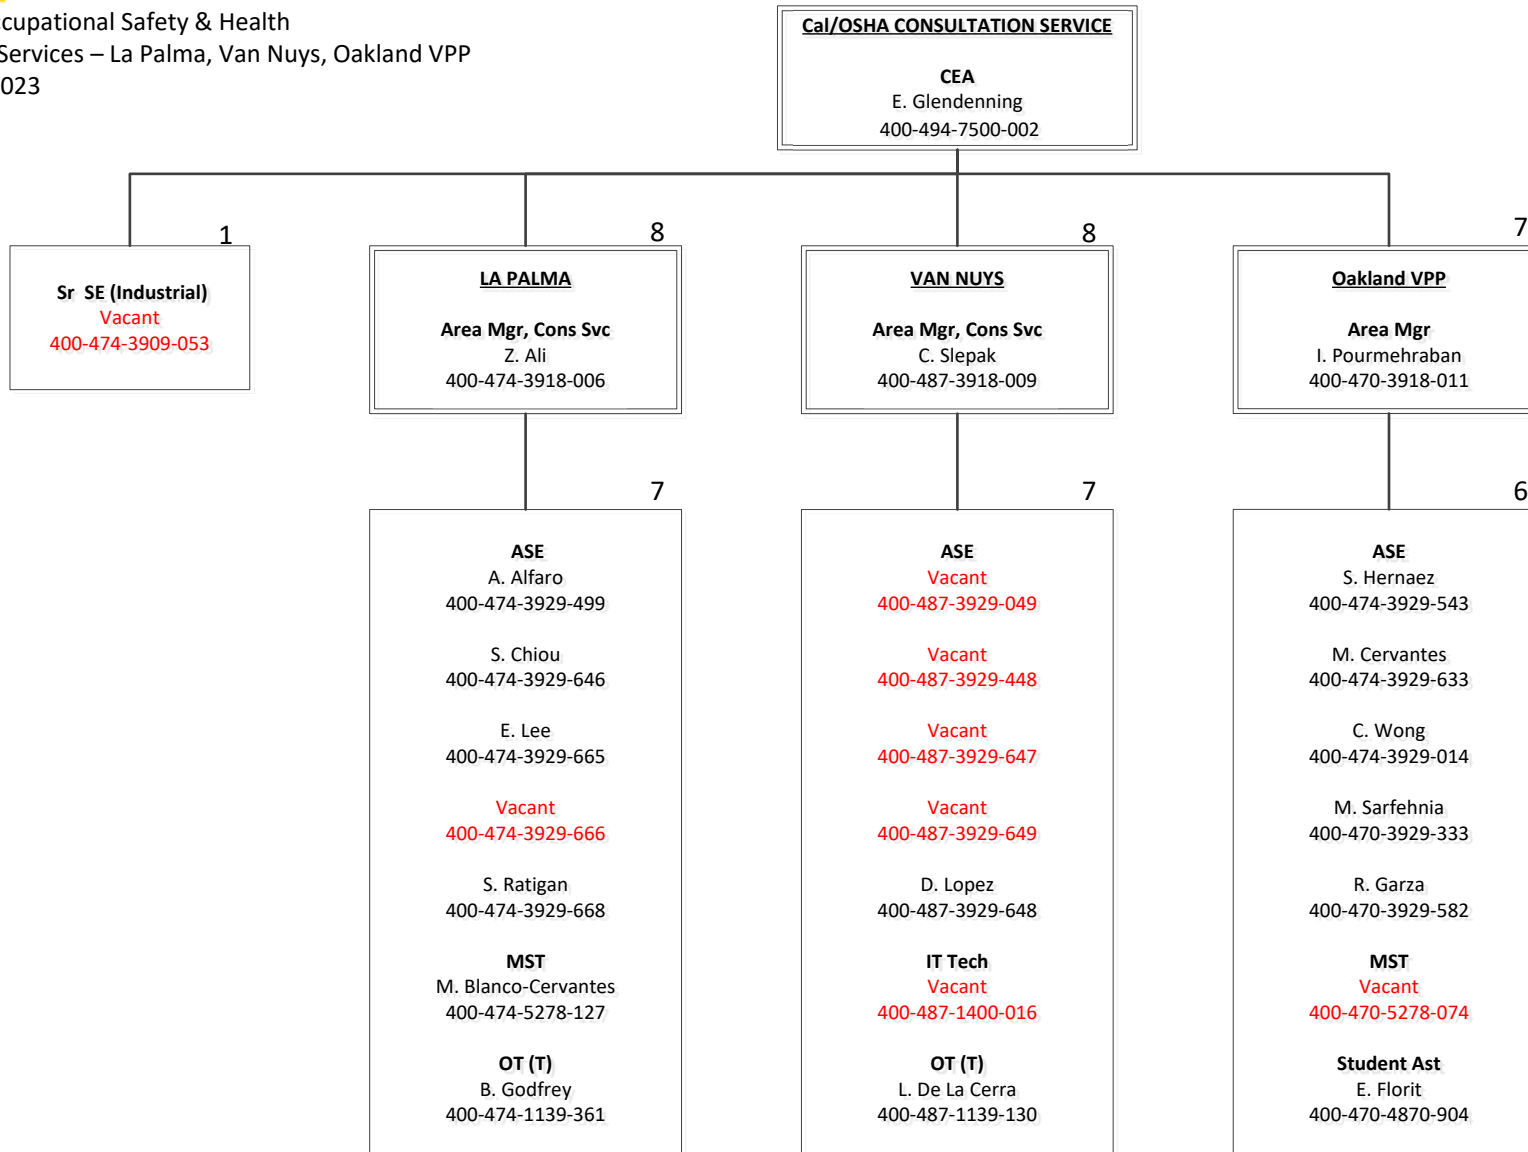 ccupational Safety & Health
Services – La Palma, Van Nuys, Oakland VPP
023
Cal/OSHA CONSULTATION SERVICE
CEA
E. Glendenning
400-494-7500-002
1
Sr SE (Industrial)
Vacant
400-474-3909-053
8
LA PALMA
Area Mgr, Cons Svc
Z. Ali
400-474-3918-006
8
VAN NUYS
Area Mgr, Cons Svc
C. Slepak
400-487-3918-009
7
Oakland VPP
Area Mgr
I. Pourmehraban
400-470-3918-011
7
ASE
A. Alfaro
400-474-3929-499
S. Chiou
400-474-3929-646
E. Lee
400-474-3929-665
Vacant
400-474-3929-666
S. Ratigan
400-474-3929-668
MST
M. Blanco-Cervantes
400-474-5278-127
OT (T)
B. Godfrey
400-474-1139-361
7
ASE
Vacant
400-487-3929-049
Vacant
400-487-3929-448
Vacant
400-487-3929-647
Vacant
400-487-3929-649
D. Lopez
400-487-3929-648
IT Tech
Vacant
400-487-1400-016
OT (T)
L. De La Cerra
400-487-1139-130
6
ASE
S. Hernaez
400-474-3929-543
M. Cervantes
400-474-3929-633
C. Wong
400-474-3929-014
M. Sarfehnia
400-470-3929-333
R. Garza
400-470-3929-582
MST
Vacant
400-470-5278-074
Student Ast
E. Florit
400-470-4870-904